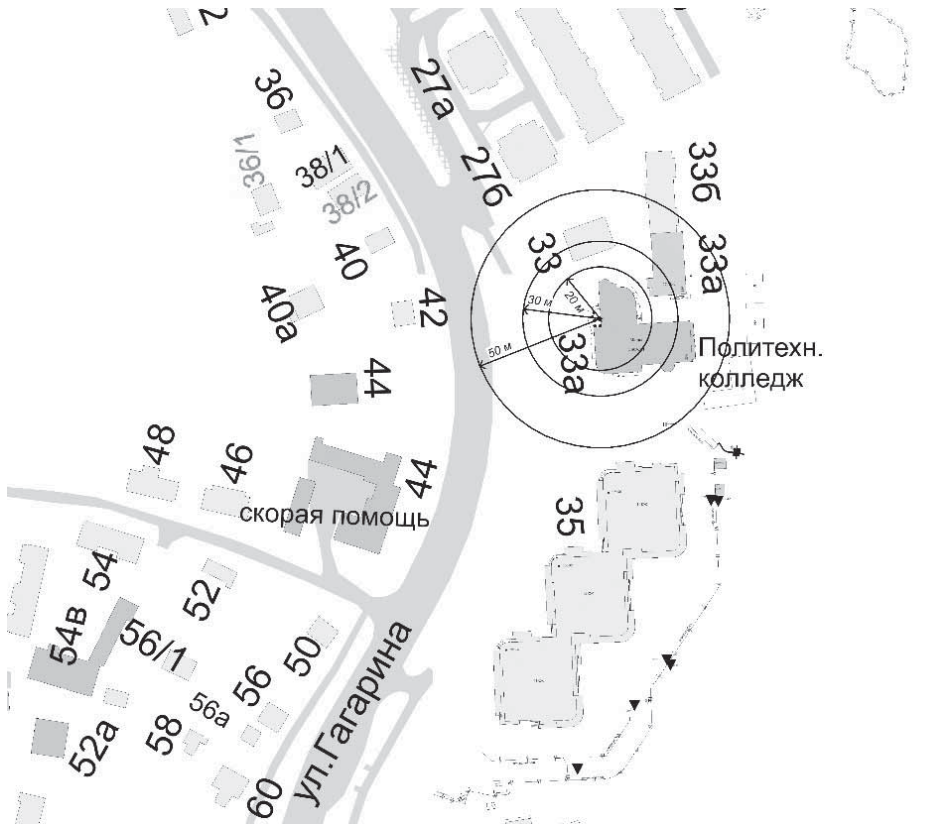 36
27а
36/1
38/1
27б
33б
38/2
40
33
33а
40а
42
20 м
30 м
50 м
33а
Политехн.
колледж
44
48
46
44
скорая помощь
35
54
52
54в
56/1
50
56
56а
58
52а
60
ул.Гагарина